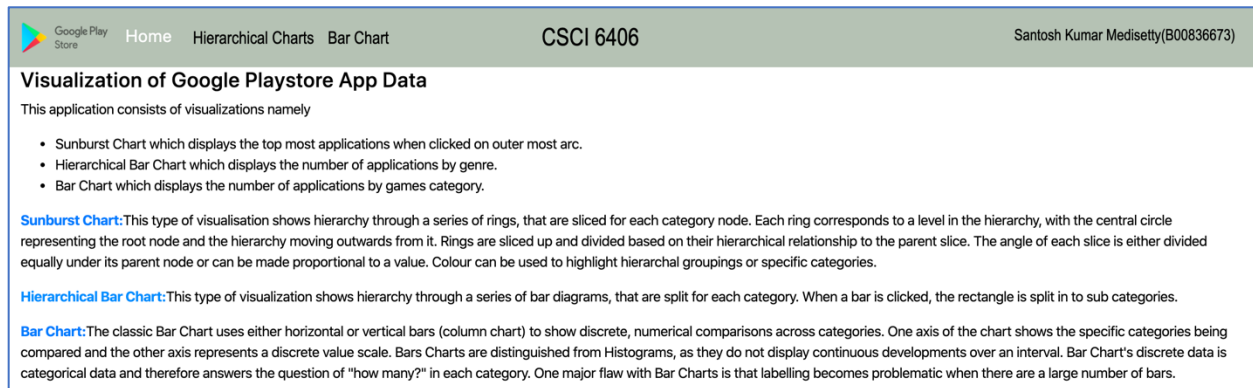 Google Play
Store
Home Hierarchical Charts Bar Chart CSCI 6406 Santosh Kumar Medisetty(B00836673)
Visualization of Google Playstore App Data
This application consists of visualizations namely
• Sunburst Chart which displays the top most applications when clicked on outer most arc.
• Hierarchical Bar Chart which displays the number of applications by genre.
• Bar Chart which displays the number of applications by games category.
Sunburst Chart:This type of visualisation shows hierarchy through a series of rings, that are sliced for each category node. Each ring corresponds to a level in the hierarchy, with the central circle
representing the root node and the hierarchy moving outwards from it. Rings are sliced up and divided based on their hierarchical relationship to the parent slice. The angle of each slice is either divided
equally under its parent node or can be made proportional to a value. Colour can be used to highlight hierarchal groupings or specific categories.
Hierarchical Bar Chart:This type of visualization shows hierarchy through a series of bar diagrams, that are split for each category. When a bar is clicked, the rectangle is split in to sub categories.
Bar Chart:The classic Bar Chart uses either horizontal or vertical bars (column chart) to show discrete, numerical comparisons across categories. One axis of the chart shows the specific categories being
compared and the other axis represents a discrete value scale. Bars Charts are distinguished from Histograms, as they do not display continuous developments over an interval. Bar Chart's discrete data is
categorical data and therefore answers the question of "how many?" in each category. One major flaw with Bar Charts is that labelling becomes problematic when there are a large number of bars.